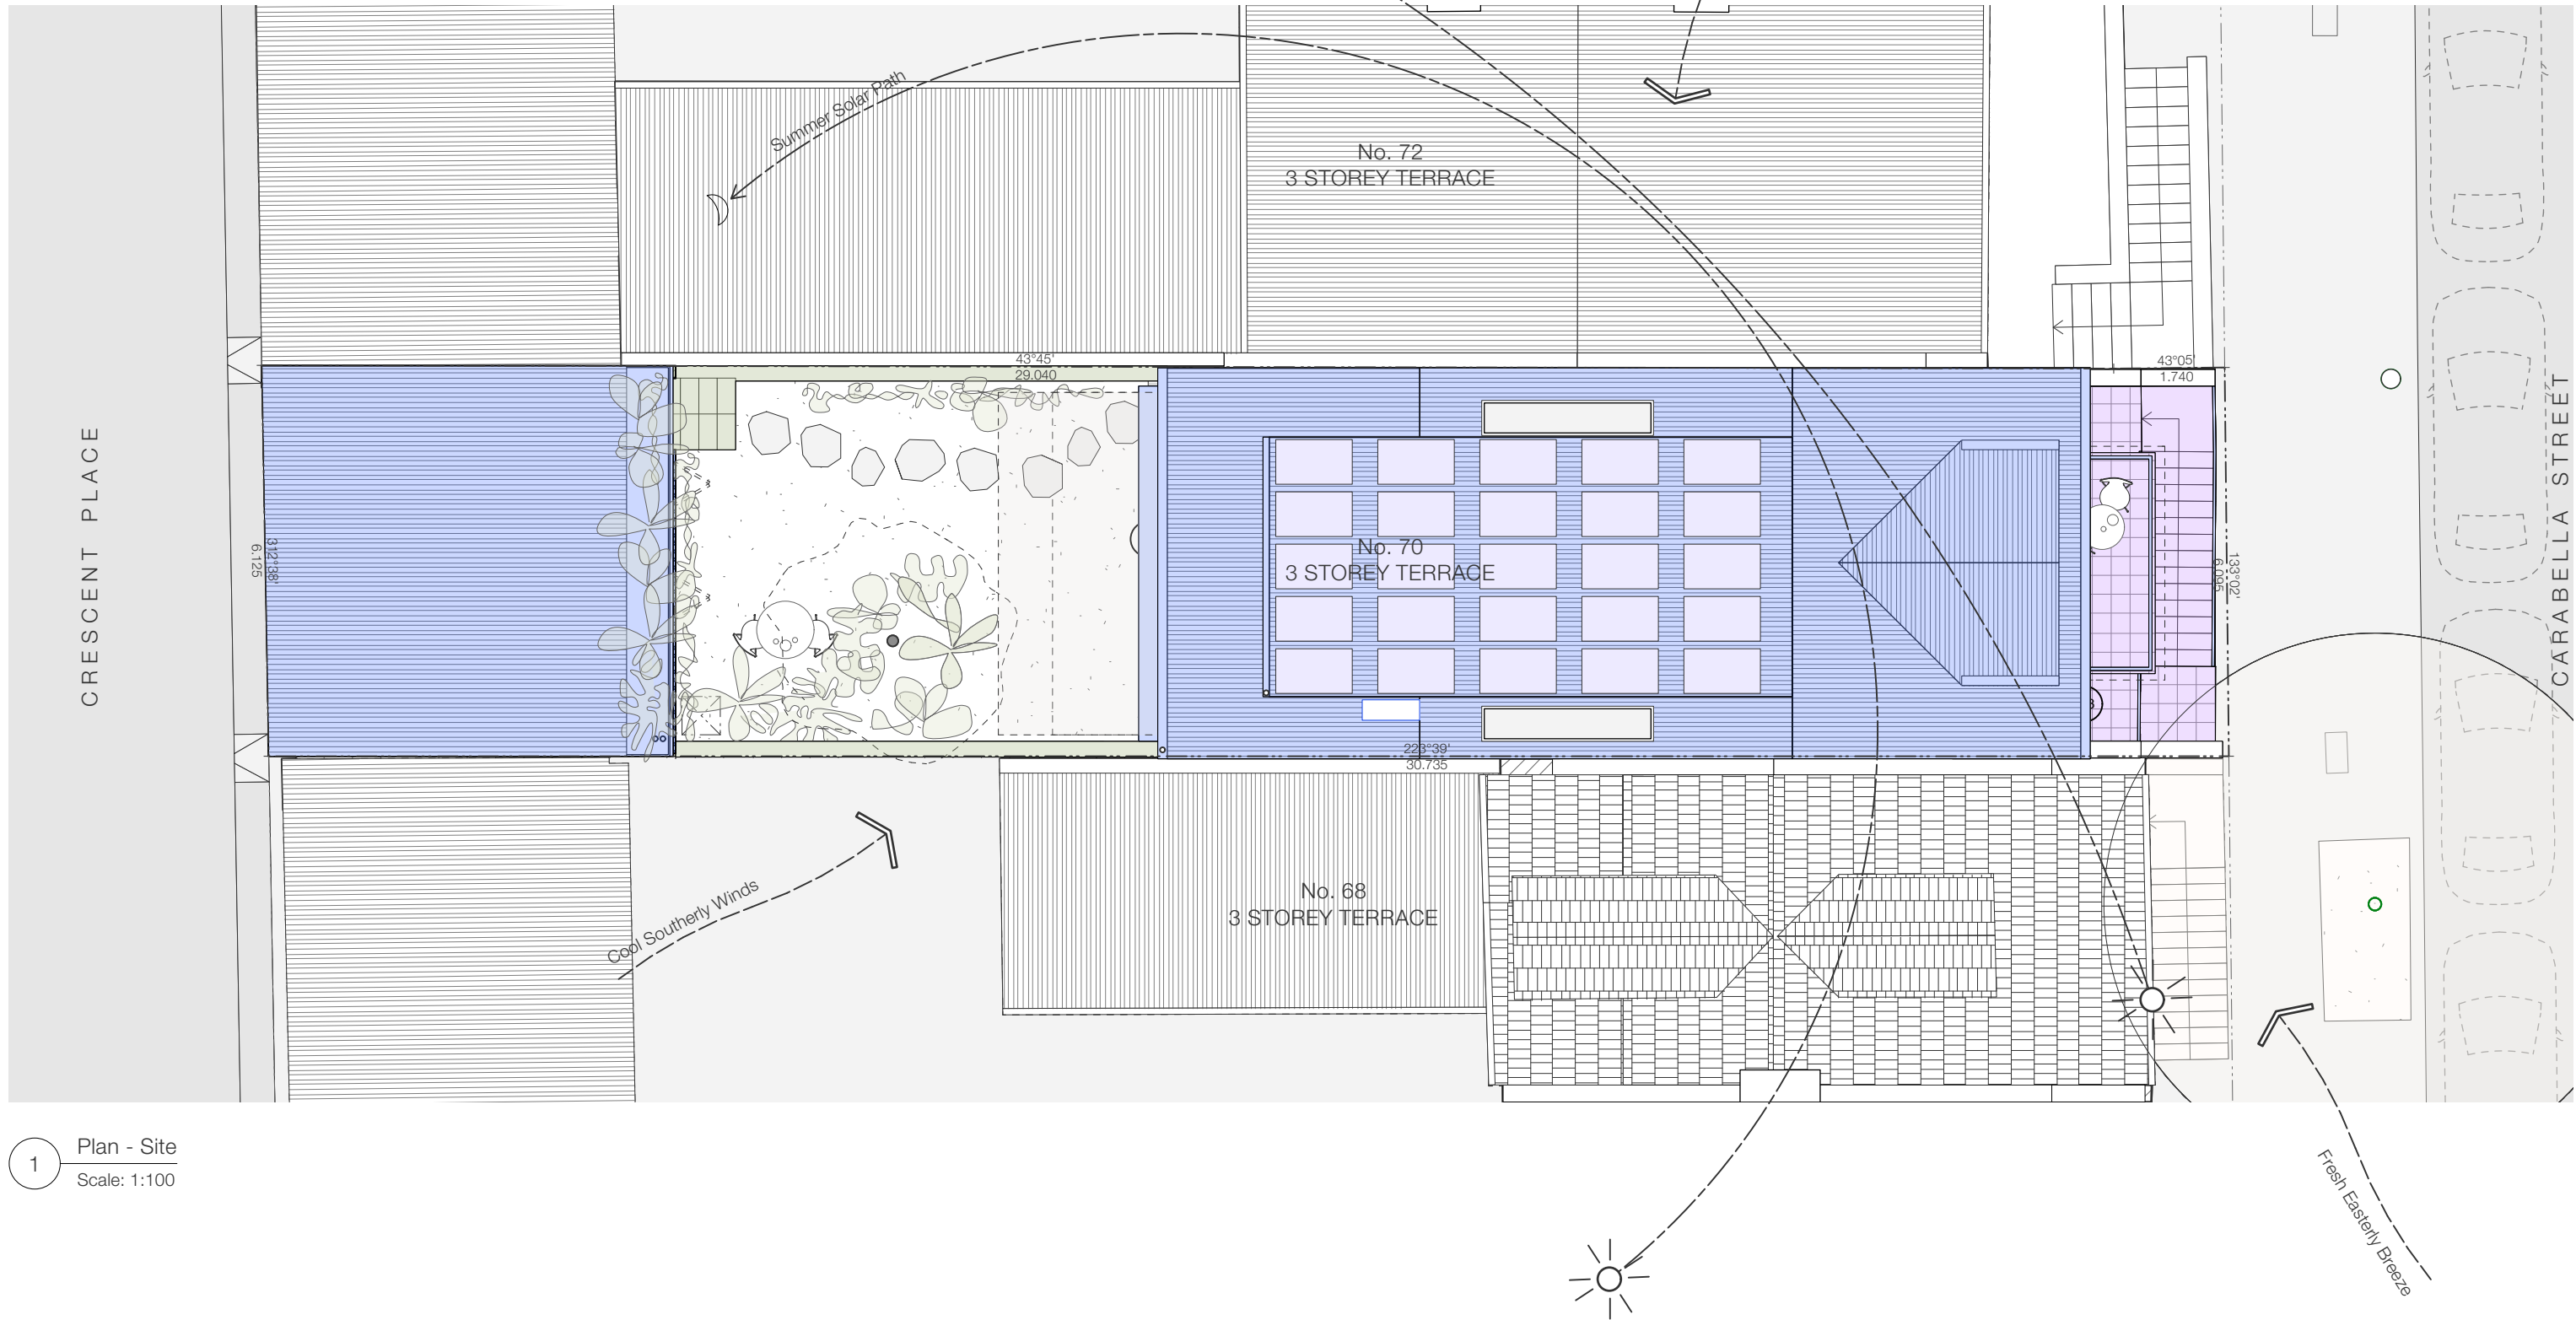 Summer Solar Path
No. 72
3 STOREY TERRACE
43°45'
29.040
43°05'
1.740
CRESCENT PLACE
312°38'
6.125
No. 70
3 STOREY TERRACE
133°02'
6.095
CARABELLA STREET
223°39'
30.735
No. 68
3 STOREY TERRACE
Cool Southerly Winds
Fresh Easterly Breeze
1
Plan - Site
Scale: 1:100